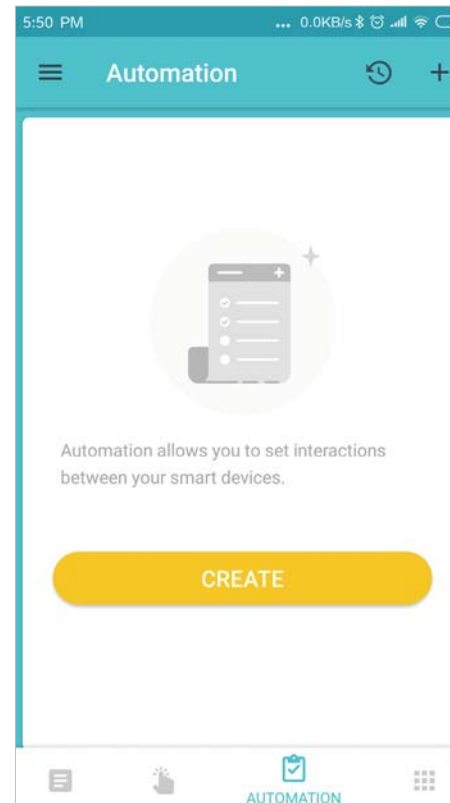 5:50 PM ... 0.0KB/s
Automation
Automation allows you to set interactions
between your smart devices.
CREATE
AUTOMATION